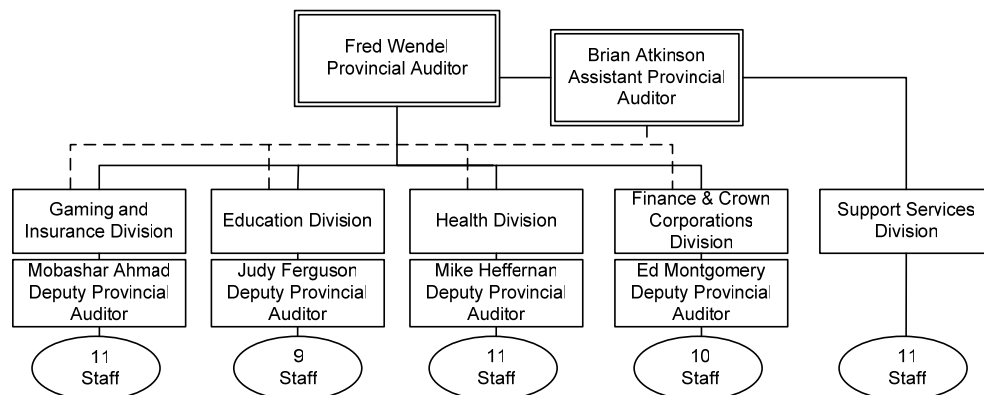 Fred Wendel
Provincial Auditor
Brian Atkinson
Assistant Provincial
Auditor
Gaming and
Insurance Division
Education Division
Health Division
Finance & Crown
Corporations
Division
Support Services
Division
Mobashar Ahmad
Deputy Provincial
Auditor
Judy Ferguson
Deputy Provincial
Auditor
Mike Heffernan
Deputy Provincial
Auditor
Ed Montgomery
Deputy Provincial
Auditor
11
Staff
9
Staff
11
Staff
10
Staff
11
Staff